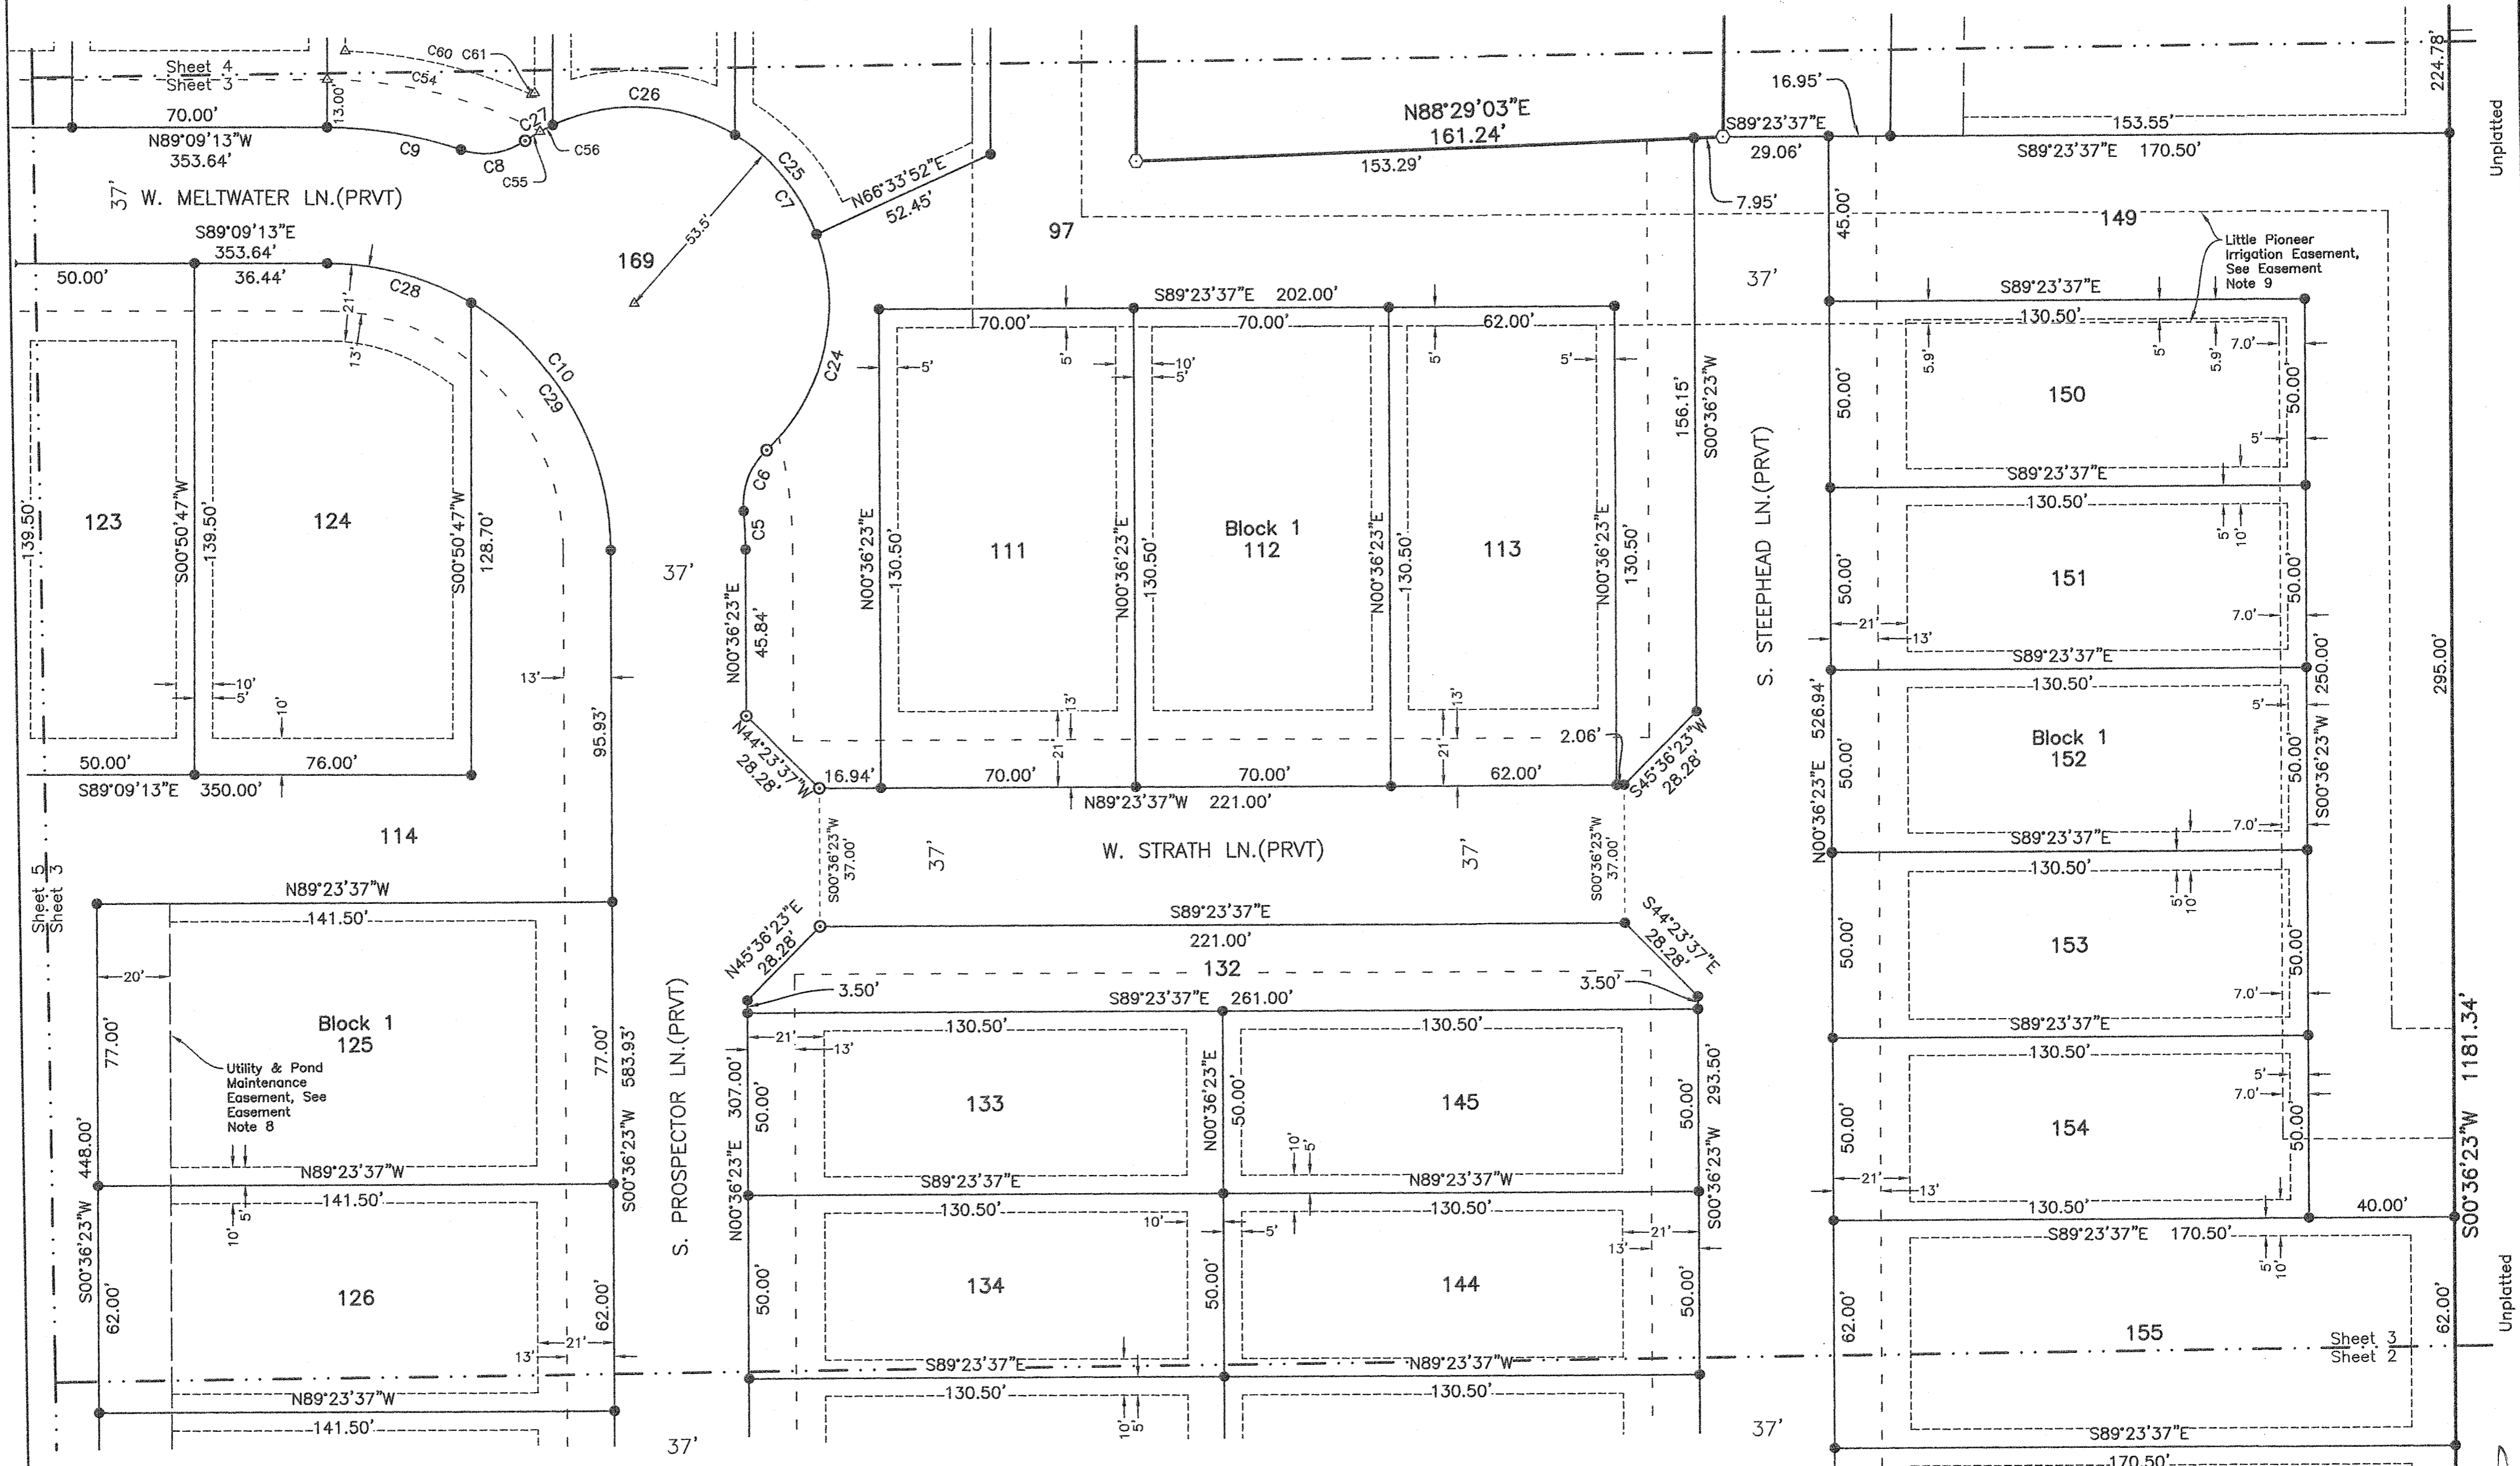 C60 C61
Sheet 4
Sheet 3
C54
70.00'
13.00'
N89°09'13"W
353.64'
C9
C8
C27
C55
C56
C26
C25
C7
53.5'
N66°33'52"E
52.45'
N88°29'03"E
161.24'
153.29'
7.95'
S89°23'37"E
29.06'
16.95'
153.55'
S89°23'37"E 170.50'
224.78'
Unplatted
37'
W. MELTWATER LN.(PRVT)
S89°09'13"E
353.64'
50.00'
36.44'
C28
21'
13'
C10
C29
169
97
149
45.00'
37'
Little Pioneer
Irrigation Easement,
See Easement
Note 9
S89°23'37"E 202.00'
70.00'
70.00'
62.00'
5'
5'
5'
10'
5'
5'
C24
C6
C5
156.15'
S00°36'23"W
S. STEEPHEAD LN.(PRVT)
S89°23'37"E
130.50'
5.9'
5'
5.9'
7.0'
150
50.00'
50.00'
5'
S89°23'37"E
130.50'
5'
10'
151
50.00'
50.00'
7.0'
21'
13'
139.50'
123
S00°50'47"W
139.50'
124
S00°50'47"W
128.70'
10'
5'
10'
13'
95.93'
37'
N00°36'23"E
45.84'
N44°23'37"W
28.28'
N00°36'23"E
130.50'
111
N00°36'23"E
130.50'
Block 1
112
N00°36'23"E
130.50'
113
N00°36'23"E
130.50'
13'
21'
13'
21'
2.06'
S45°36'23"W
28.28'
50.00'
76.00'
S89°09'13"E 350.00'
16.94'
70.00'
70.00'
62.00'
N89°23'37"W 221.00'
S89°23'37"E
130.50'
5'
N00°36'23"E 526.94'
50.00'
Block 1
152
50.00'
250.00'
S00°36'23"W
7.0'
295.00'
114
Sheet 5
Sheet 3
S00°36'23"W
37.00'
37'
W. STRATH LN.(PRVT)
37'
S00°36'23"W
37.00'
S89°23'37"E
130.50'
5'
10'
50.00'
153
50.00'
7.0'
N89°23'37"W
141.50'
20'
77.00'
Block 1
125
Utility & Pond
Maintenance
Easement, See
Easement
Note 8
77.00'
583.93'
S00°36'23"W
N45°36'23"E
28.28'
S89°23'37"E
221.00'
132
S44°23'37"E
28.28'
3.50'
3.50'
S89°23'37"E 261.00'
130.50'
130.50'
21'
13'
S. PROSPECTOR LN.(PRVT)
N00°36'23"E 307.00'
50.00'
133
N00°36'23"E
50.00'
145
10'
5'
50.00'
S00°36'23"W 293.50'
S89°23'37"E
130.50'
5'
7.0'
50.00'
154
50.00'
21'
13'
S00°36'23"W 1181.34'
448.00'
S00°36'23"W
10'
5'
N89°23'37"W
141.50'
10'
5'
62.00'
126
62.00'
21'
13'
S89°23'37"E
130.50'
N89°23'37"W
130.50'
10'
5'
21'
13'
50.00'
134
50.00'
144
50.00'
130.50'
S89°23'37"E 170.50'
40.00'
5'
10'
62.00'
155
62.00'
Unplatted
Sheet 3
Sheet 2
N89°23'37"W
141.50'
37'
S89°23'37"E
130.50'
10'
5'
N89°23'37"W
130.50'
37'
S89°23'37"E
170.50'